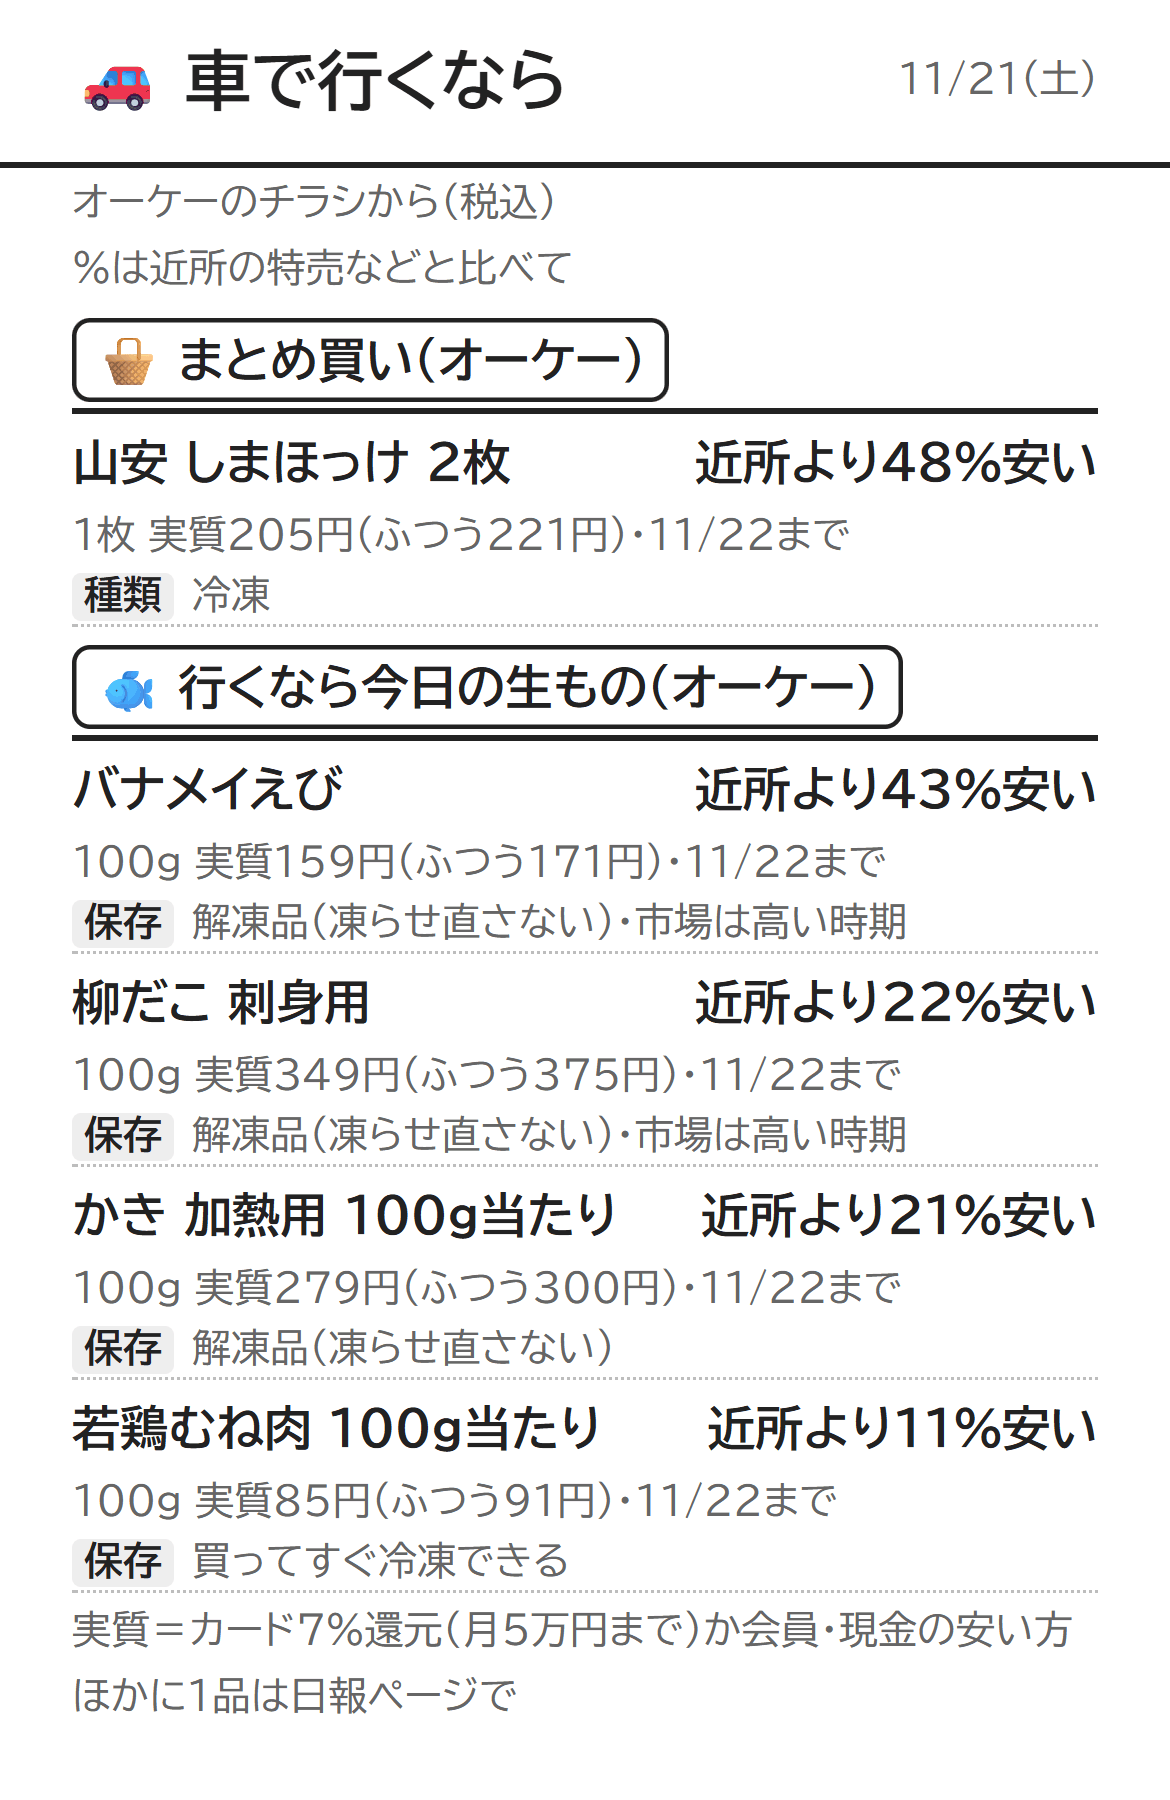 車で行くなら
11/21(土)
オーケーのチラシから(税込)
%は近所の特売などと比べて
まとめ買い(オーケー)
山安 しまほっけ 2枚 近所より48%安い
1枚 実質205円(ふつう221円)・11/22まで
種類 冷凍
行くなら今日の生もの(オーケー)
バナメイえび 近所より43%安い
100g 実質159円(ふつう171円)・11/22まで
保存 解凍品(凍らせ直さない)・市場は高い時期
柳だこ 刺身用 近所より22%安い
100g 実質349円(ふつう375円)・11/22まで
保存 解凍品(凍らせ直さない)・市場は高い時期
かき 加熱用 100g当たり 近所より21%安い
100g 実質279円(ふつう300円)・11/22まで
保存 解凍品(凍らせ直さない)
若鶏むね肉 100g当たり 近所より11%安い
100g 実質85円(ふつう91円)・11/22まで
保存 買ってすぐ冷凍できる
実質=カード7%還元(月5万円まで)か会員・現金の安い方
ほかに1品は日報ページで